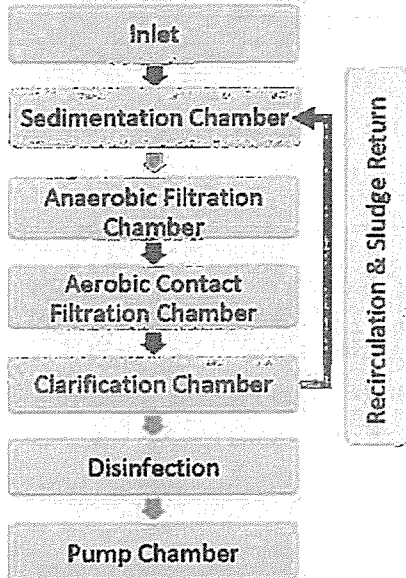 Inlet
Sedimentation Chamber
Anaerobic Filtration
Chamber
Aerobic Contact
Filtration Chamber
Clarification Chamber
Disinfection
Pump Chamber
Recirculation & Sludge Return